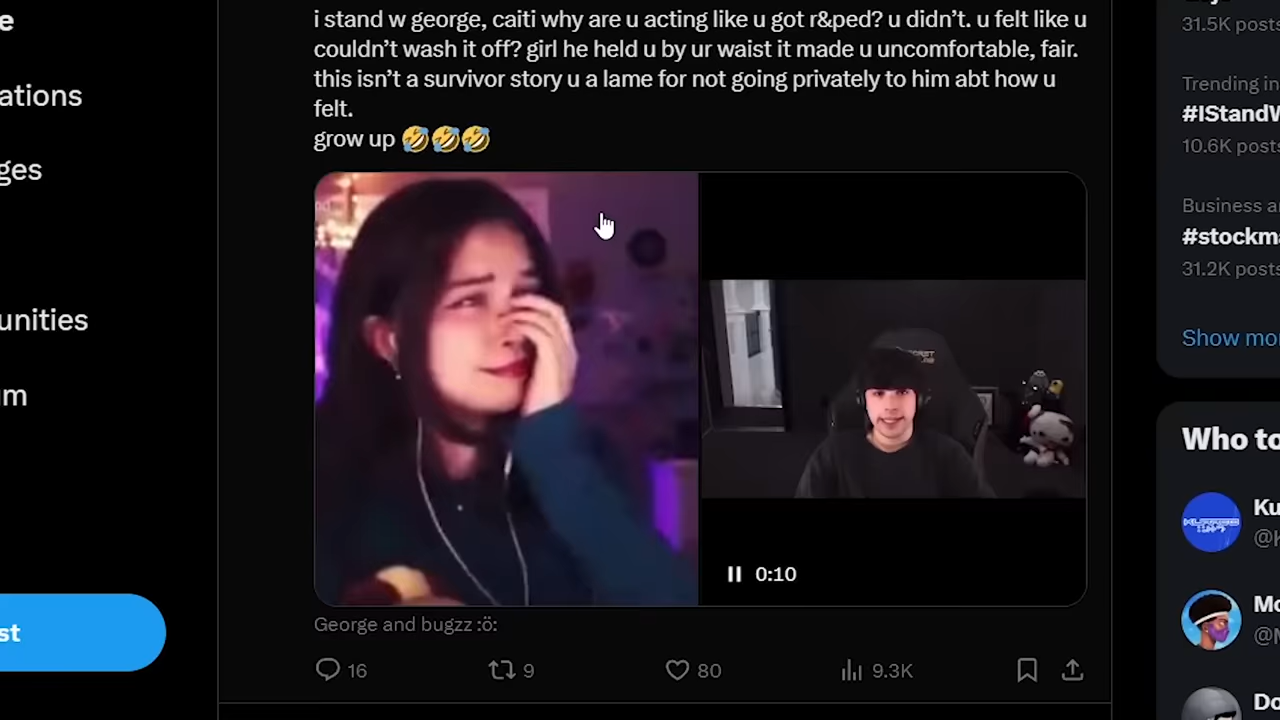 e
i stand w george, caiti why are u acting like u got r&ped? u didn’t. u felt like u
couldn’t wash it off? girl he held u by ur waist it made u uncomfortable, fair.
this isn’t a survivor story u a lame for not going privately to him abt how u
felt.
grow up 🤣🤣🤣
ations
ges
unities
m
st
0:10
George and bugzz :ö:
16
9
80
9.3K
31.5K posts
Trending in
#IStandW
10.6K posts
Business a
#stockma
31.2K posts
Show mor
Who to
Ku
@K
Mo
@M
Do